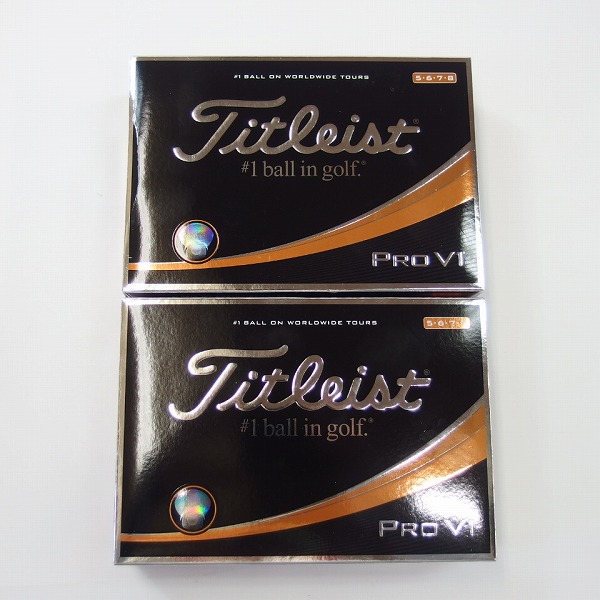 #1 BALL ON WORLDWIDE TOURS
5·6·7·8
Titleist®
#1 ball in golf.®
PRO V1
#1 BALL ON WORLDWIDE TOURS
5·6·7
Titleist®
#1 ball in golf.®
PRO V1